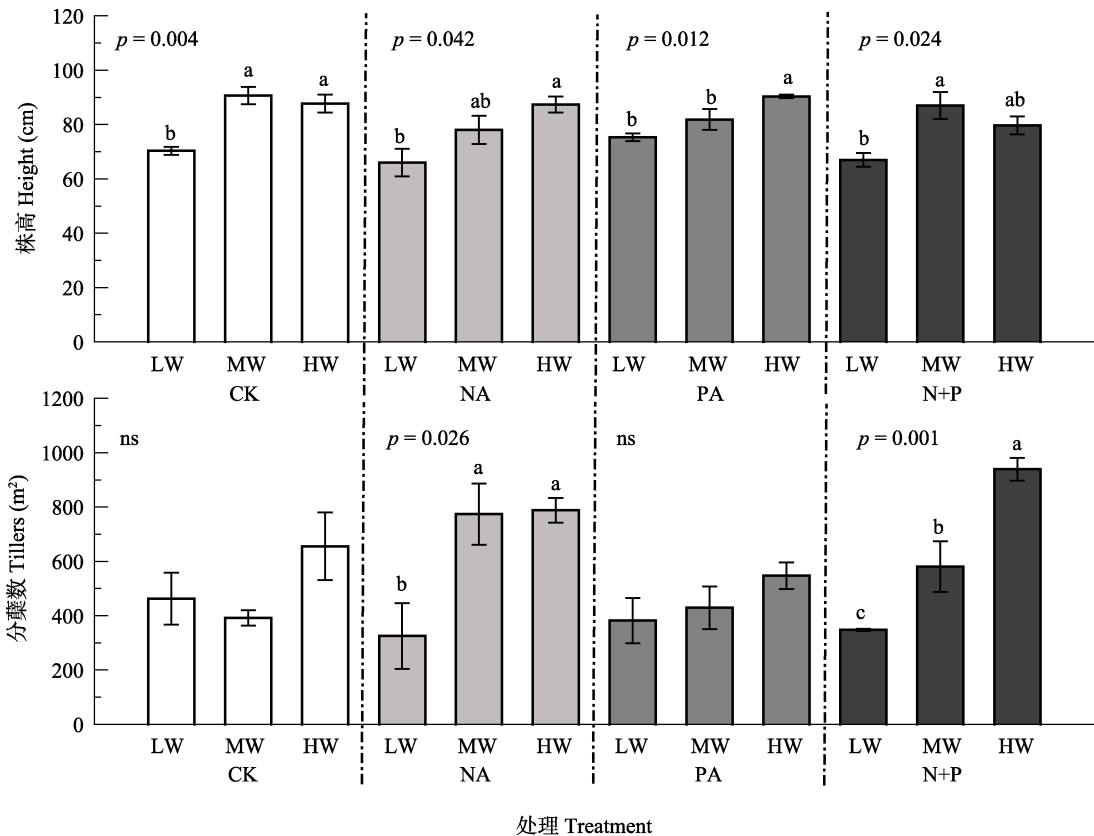 株高 Height (cm)
120
100
80
60
40
20
0
p = 0.004
p = 0.042
p = 0.012
p = 0.024
b a a
b ab a
b b a
b a ab
LW MW HW LW MW HW LW MW HW LW MW HW
CK NA PA N+P
分蘖数 Tillers (m²)
1200
1000
800
600
400
200
0
ns
p = 0.026
ns
p = 0.001
b a a
c b a
LW MW HW LW MW HW LW MW HW LW MW HW
CK NA PA N+P
处理 Treatment